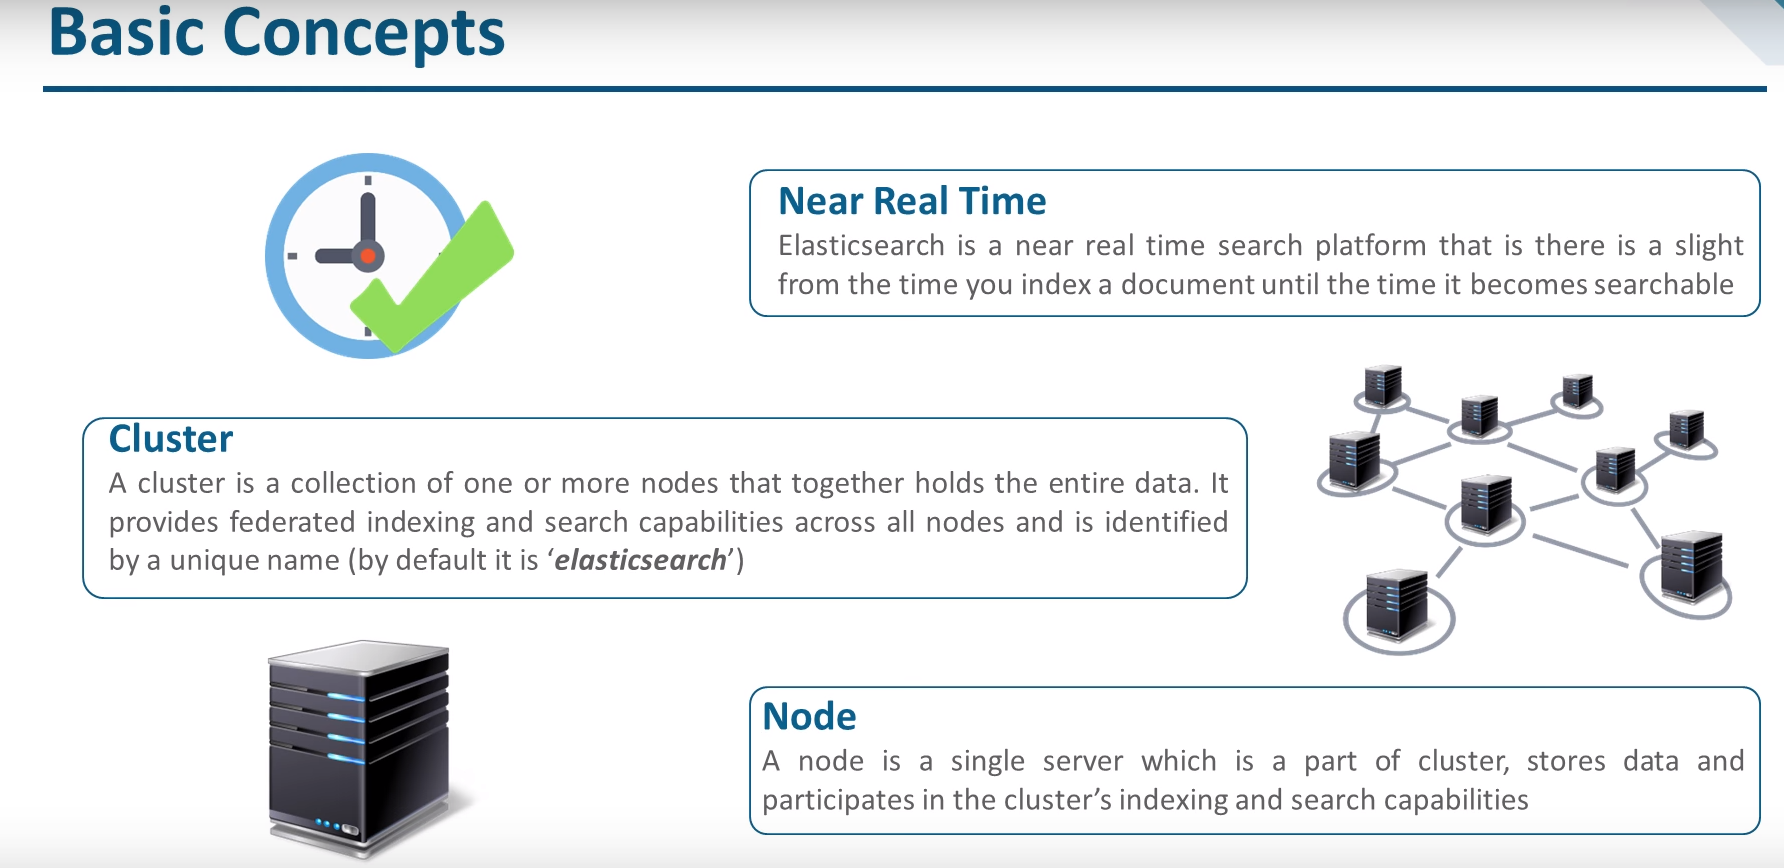 Basic Concepts
Near Real Time
Elasticsearch is a near real time search platform that is there is a slight
from the time you index a document until the time it becomes searchable
Cluster
A cluster is a collection of one or more nodes that together holds the entire data. It
provides federated indexing and search capabilities across all nodes and is identified
by a unique name (by default it is ‘elasticsearch’)
Node
A node is a single server which is a part of cluster, stores data and
participates in the cluster’s indexing and search capabilities